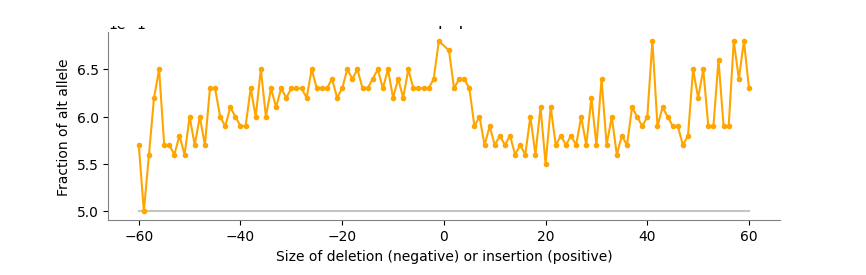 6.5
6.0
5.5
5.0
Fraction of alt allele
−60 −40 −20 0 20 40 60
Size of deletion (negative) or insertion (positive)